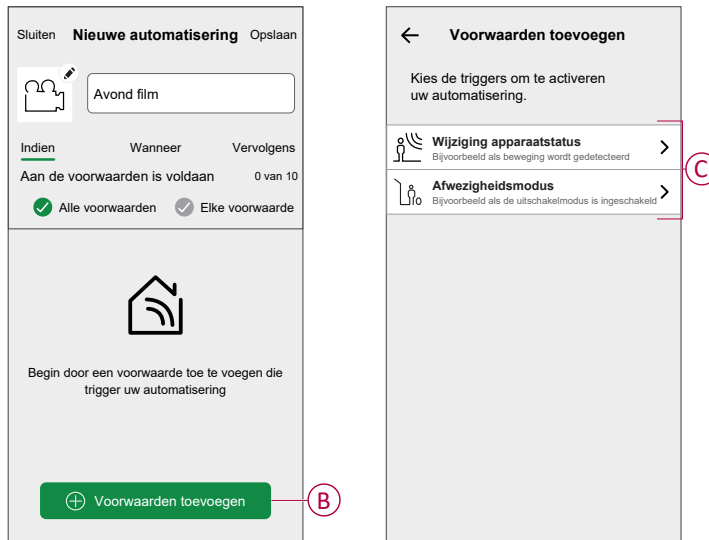 Sluiten Nieuwe automatisering Opslaan
Avond film
Indien Wanneer Vervolgens
Aan de voorwaarden is voldaan 0 van 10
Alle voorwaarden Elke voorwaarde
Begin door een voorwaarde toe te voegen die
trigger uw automatisering
Voorwaarden toevoegen
B
Voorwaarden toevoegen
Kies de triggers om te activeren
uw automatisering.
Wijziging apparaatstatus
Bijvoorbeeld als beweging wordt gedetecteerd
Afwezigheidsmodus
Bijvoorbeeld als de uitschakelmodus is ingeschakeld
C